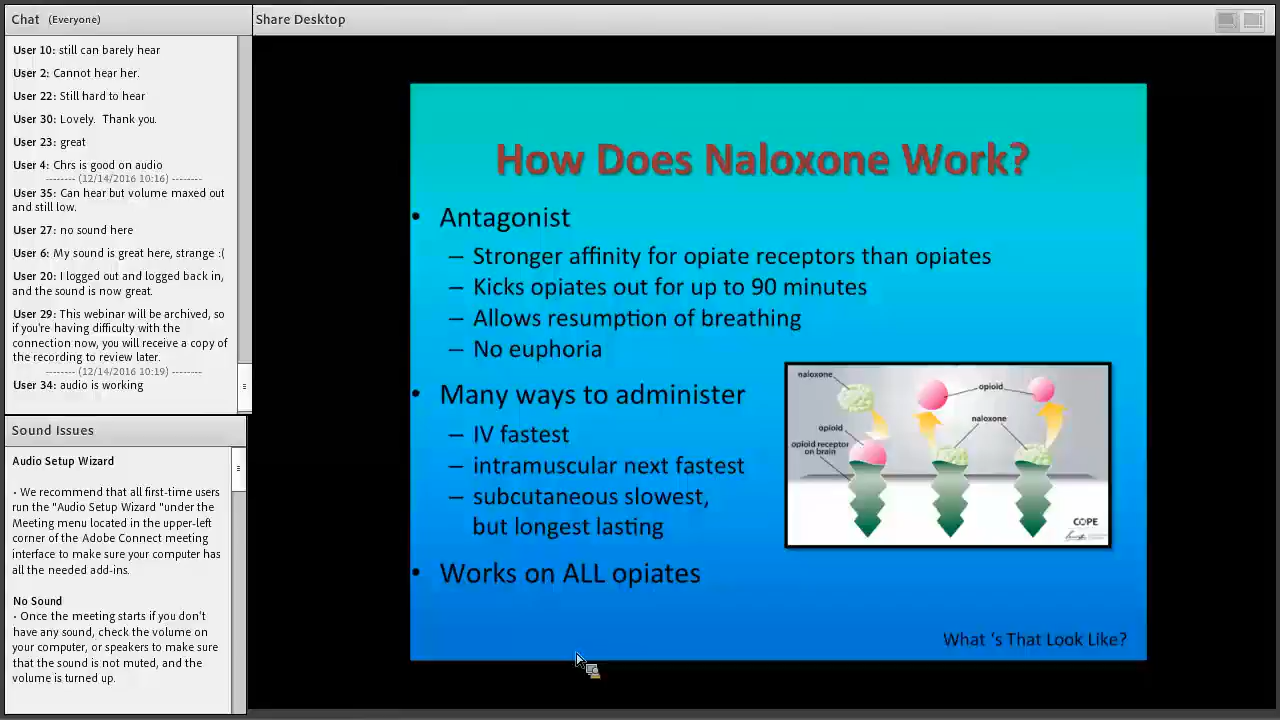 Chat (Everyone)
User 10: still can barely hear
User 2: Cannot hear her.
User 22: Still hard to hear
User 30: Lovely. Thank you.
User 23: great
User 4: Chrs is good on audio
-------- (12/14/2016 10:16) --------
User 35: Can hear but volume maxed out
and still low.
User 27: no sound here
User 6: My sound is great here, strange :(
User 20: I logged out and logged back in,
and the sound is now great.
User 29: This webinar will be archived, so
if you're having difficulty with the
connection now, you will receive a copy of
the recording to review later.
-------- (12/14/2016 10:19) --------
User 34: audio is working
Sound Issues
Audio Setup Wizard
• We recommend that all first-time users
run the "Audio Setup Wizard "under the
Meeting menu located in the upper-left
corner of the Adobe Connect meeting
interface to make sure your computer has
all the needed add-ins.
No Sound
• Once the meeting starts if you don't
have any sound, check the volume on
your computer, or speakers to make sure
that the sound is not muted, and the
volume is turned up.
Share Desktop
How Does Naloxone Work?
• Antagonist
– Stronger affinity for opiate receptors than opiates
– Kicks opiates out for up to 90 minutes
– Allows resumption of breathing
– No euphoria
• Many ways to administer
– IV fastest
– intramuscular next fastest
– subcutaneous slowest,
but longest lasting
• Works on ALL opiates
naloxone
opioid
opioid receptor
on brain
opioid
naloxone
COPE
What 's That Look Like?